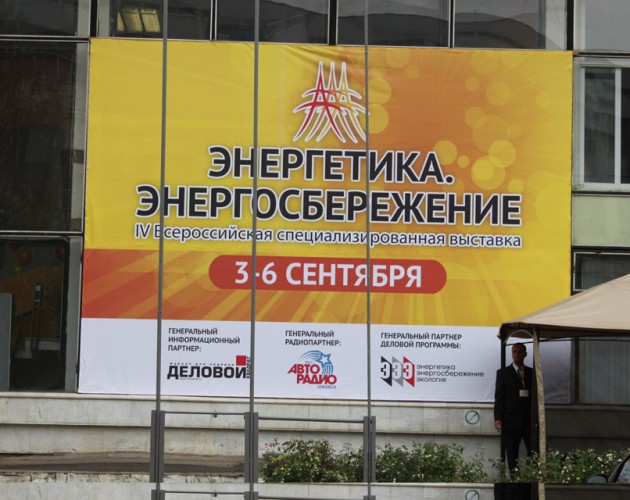 ЭНЕРГЕТИКА.
ЭНЕРГОСБЕРЕЖЕНИЕ
IV Всероссийская специализированная выставка
3-6 СЕНТЯБРЯ
ГЕНЕРАЛЬНЫЙ
ИНФОРМАЦИОННЫЙ
ПАРТНЕР:
ДЕЛОВОЙ
ГЕНЕРАЛЬНЫЙ
РАДИОПАРТНЕР:
АВТО
РАДИО
ИЖЕВСК
ГЕНЕРАЛЬНЫЙ ПАРТНЕР
ДЕЛОВОЙ ПРОГРАММЫ:
ЭЭЭ
энергетика
энергосбережение
экология